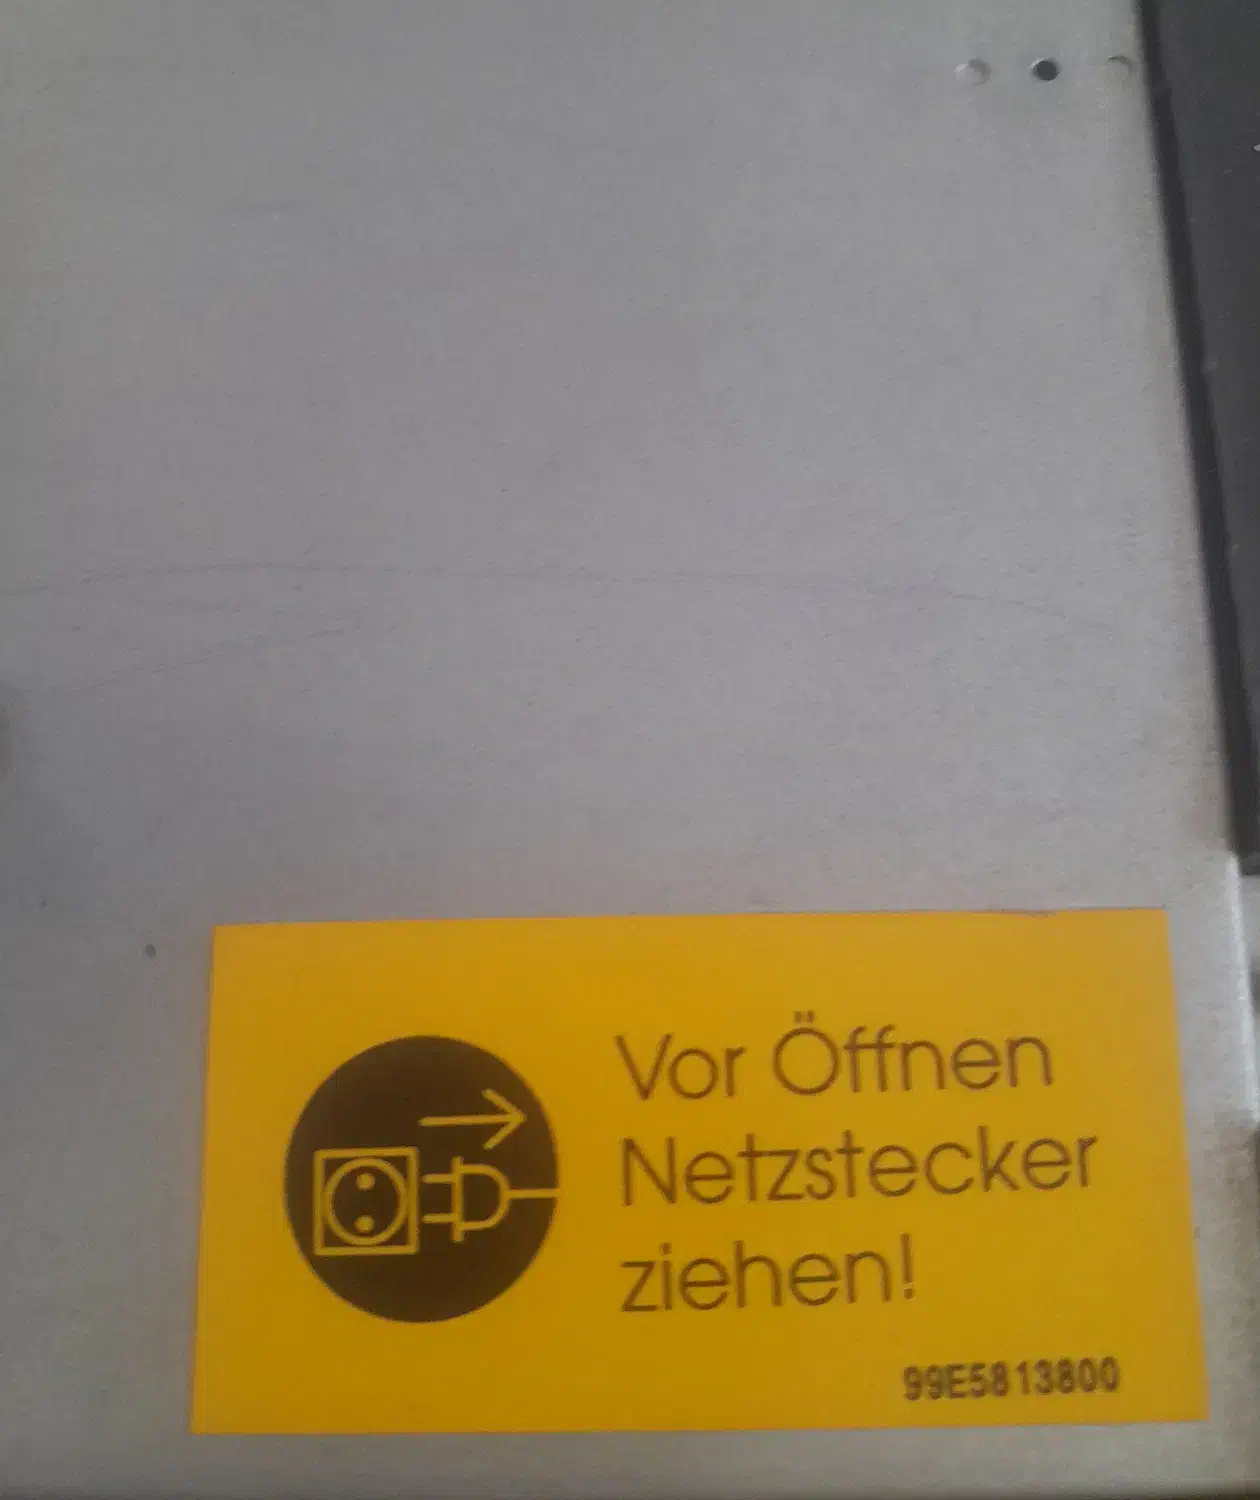 Vor Öffnen
Netzstecker
ziehen!
99E5813800